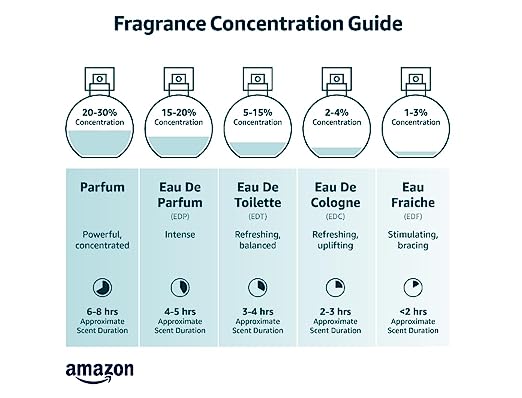 Fragrance Concentration Guide
20-30%
Concentration
15-20%
Concentration
5-15%
Concentration
2-4%
Concentration
1-3%
Concentration
Parfum
Powerful,
concentrated
6-8 hrs
Approximate
Scent Duration
Eau De
Parfum
(EDP)
Intense
4-5 hrs
Approximate
Scent Duration
Eau De
Toilette
(EDT)
Refreshing,
balanced
3-4 hrs
Approximate
Scent Duration
Eau De
Cologne
(EDC)
Refreshing,
uplifting
2-3 hrs
Approximate
Scent Duration
Eau
Fraiche
(EDF)
Stimulating,
bracing
<2 hrs
Approximate
Scent Duration
amazon